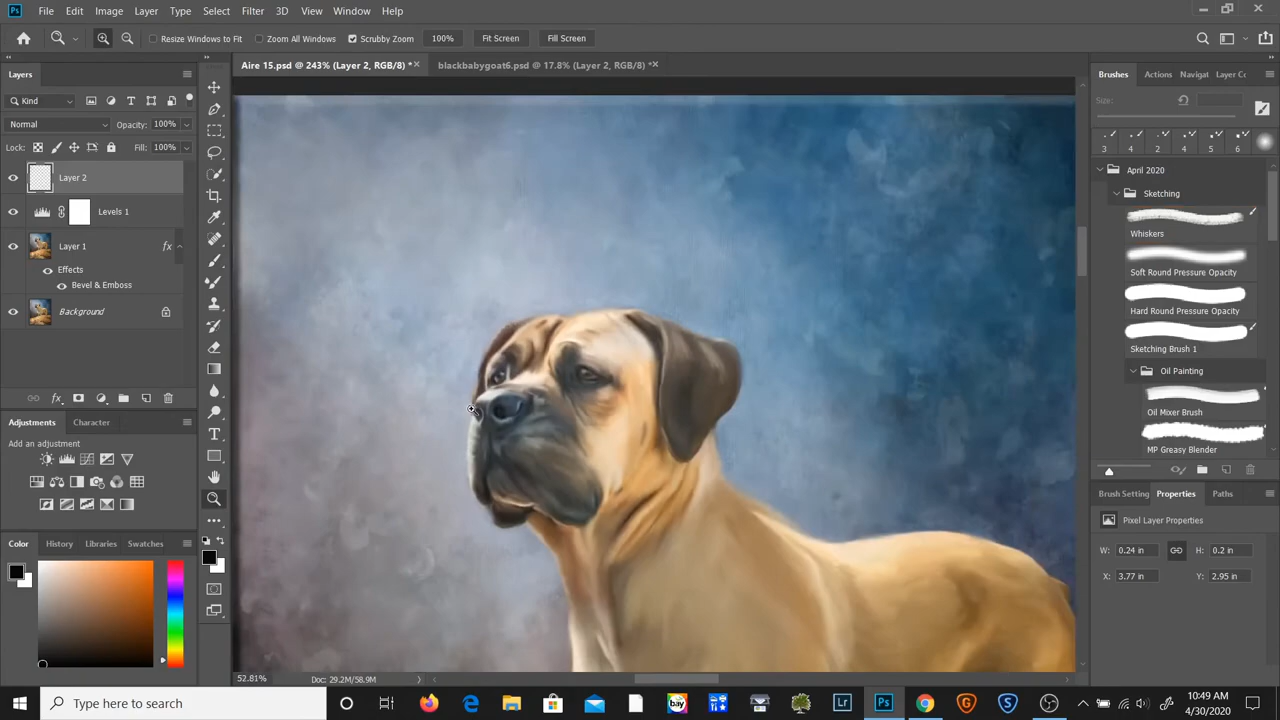 Ps File Edit Image Layer Type Select Filter 3D View Window Help
Resize Windows to Fit Zoom All Windows Scrubby Zoom 100% Fit Screen Fill Screen
Layers
Aire 15.psd @ 243% (Layer 2, RGB/8) * blackbabygoat6.psd @ 17.8% (Layer 2, RGB/8) *
Brushes Actions Navigat Layer Cc
Kind
Size:
Normal Opacity: 100%
Lock: Fill: 100%
3 4 2 4 5 6
Layer 2
April 2020
Sketching
Levels 1
Whiskers
Layer 1 fx
Soft Round Pressure Opacity
Effects
Bevel & Emboss
Hard Round Pressure Opacity
Background
Sketching Brush 1
Oil Painting
Oil Mixer Brush
fx
Adjustments Character
MP Greasy Blender
Add an adjustment
Brush Setting Properties Paths
Pixel Layer Properties
Color History Libraries Swatches
W: 0.24 in H: 0.2 in
X: 3.77 in Y: 2.95 in
52.81% Doc: 29.2M/58.9M
Type here to search
bay Lr Ps G S
10:49 AM
4/30/2020